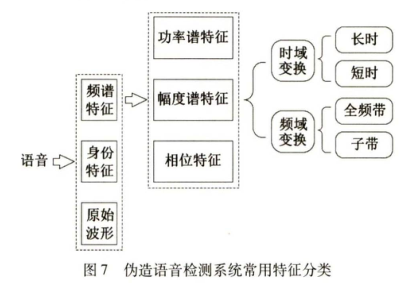 功率谱特征
时域
变换
长时
短时
频谱
特征
幅度谱特征
语音
身份
特征
频域
变换
全频带
子带
相位特征
原始
波形
图 7 伪造语音检测系统常用特征分类